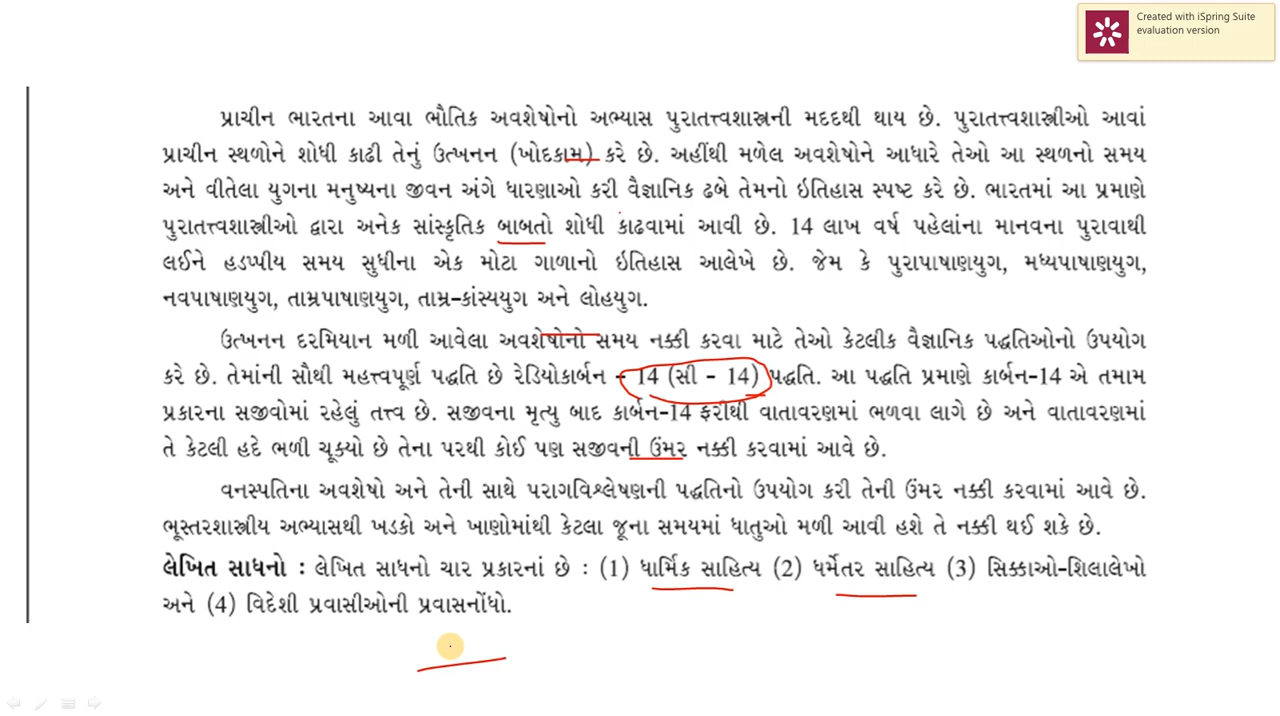 Created with iSpring Suite
evaluation version
પ્રાચીન ભારતના આવા ભૌતિક અવશેષોનો અભ્યાસ પુરાતત્ત્વશાસ્ત્રની મદદથી થાય છે. પુરાતત્ત્વશાસ્ત્રીઓ આવાં
પ્રાચીન સ્થળોને શોધી કાઢી તેનું ઉત્ખનન (ખોદકામ) કરે છે. અહીંથી મળેલ અવશેષોને આધારે તેઓ આ સ્થળનો સમય
અને વીતેલા યુગના મનુષ્યના જીવન અંગે ધારણાઓ કરી વૈજ્ઞાનિક ઢબે તેમનો ઇતિહાસ સ્પષ્ટ કરે છે. ભારતમાં આ પ્રમાણે
પુરાતત્ત્વશાસ્ત્રીઓ દ્વારા અનેક સાંસ્કૃતિક બાબતો શોધી કાઢવામાં આવી છે. 14 લાખ વર્ષ પહેલાંના માનવના પુરાવાથી
લઈને હડપ્પીય સમય સુધીના એક મોટા ગાળાનો ઇતિહાસ આલેખે છે. જેમ કે પુરાપાષાણયુગ, મધ્યપાષાણયુગ,
નવપાષાણયુગ, તામ્રપાષાણયુગ, તામ્ર-કાંસ્યયુગ અને લોહયુગ.
ઉત્ખનન દરમિયાન મળી આવેલા અવશેષોનો સમય નક્કી કરવા માટે તેઓ કેટલીક વૈજ્ઞાનિક પદ્ધતિઓનો ઉપયોગ
કરે છે. તેમાંની સૌથી મહત્ત્વપૂર્ણ પદ્ધતિ છે રેડિયોકાર્બન - 14 (સી - 14) પદ્ધતિ. આ પદ્ધતિ પ્રમાણે કાર્બન-14 એ તમામ
પ્રકારના સજીવોમાં રહેલું તત્ત્વ છે. સજીવના મૃત્યુ બાદ કાર્બન-14 ફરીથી વાતાવરણમાં ભળવા લાગે છે અને વાતાવરણમાં
તે કેટલી હદે ભળી ચૂક્યો છે તેના પરથી કોઈ પણ સજીવની ઉંમર નક્કી કરવામાં આવે છે.
વનસ્પતિના અવશેષો અને તેની સાથે પરાગવિશ્લેષણની પદ્ધતિનો ઉપયોગ કરી તેની ઉંમર નક્કી કરવામાં આવે છે.
ભૂસ્તરશાસ્ત્રીય અભ્યાસથી ખડકો અને ખાણોમાંથી કેટલા જૂના સમયમાં ધાતુઓ મળી આવી હશે તે નક્કી થઈ શકે છે.
લેખિત સાધનો : લેખિત સાધનો ચાર પ્રકારનાં છે : (1) ધાર્મિક સાહિત્ય (2) ધર્મેતર સાહિત્ય (3) સિક્કાઓ-શિલાલેખો
અને (4) વિદેશી પ્રવાસીઓની પ્રવાસનોંધો.